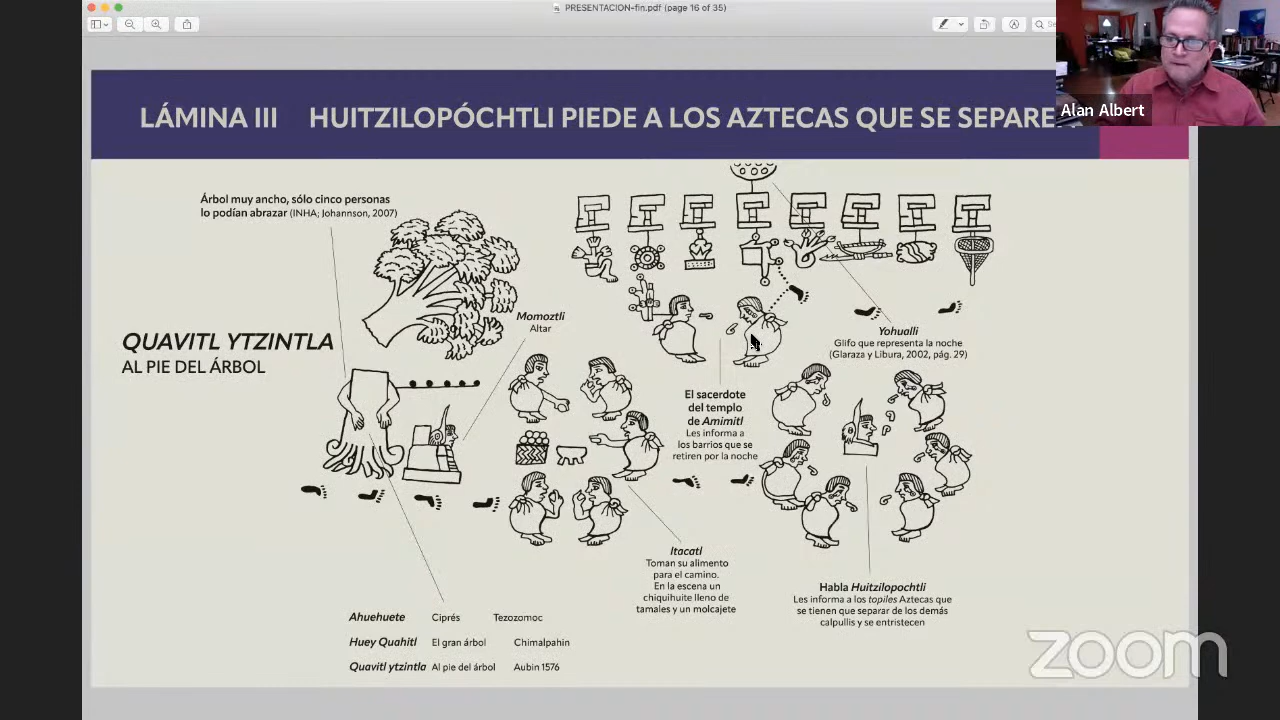 PRESENTACION-fin.pdf (page 16 of 35)
Alan Albert
LÁMINA III HUITZILOPÓCHTLI PIEDE A LOS AZTECAS QUE SE SEPAREN
Árbol muy ancho, sólo cinco personas
lo podían abrazar (INHA; Johannson, 2007)
QUAVITL YTZINTLA
AL PIE DEL ÁRBOL
Momoztli
Altar
Yohualli
Glifo que representa la noche
(Glaraza y Libura, 2002, pág. 29)
El sacerdote
del templo
de Amimitl
Les informa a
los barrios que se
retiren por la noche
Itacatl
Toman su alimento
para el camino.
En la escena un
chiquihuite lleno de
tamales y un molcajete
Habla Huitzilopochtli
Les informa a los topiles Aztecas que
se tienen que separar de los demás
calpullis y se entristecen
Ahuehuete Ciprés Tezozomoc
Huey Quahitl El gran árbol Chimalpahin
Quavitl ytzintla Al pie del árbol Aubin 1576
zoom